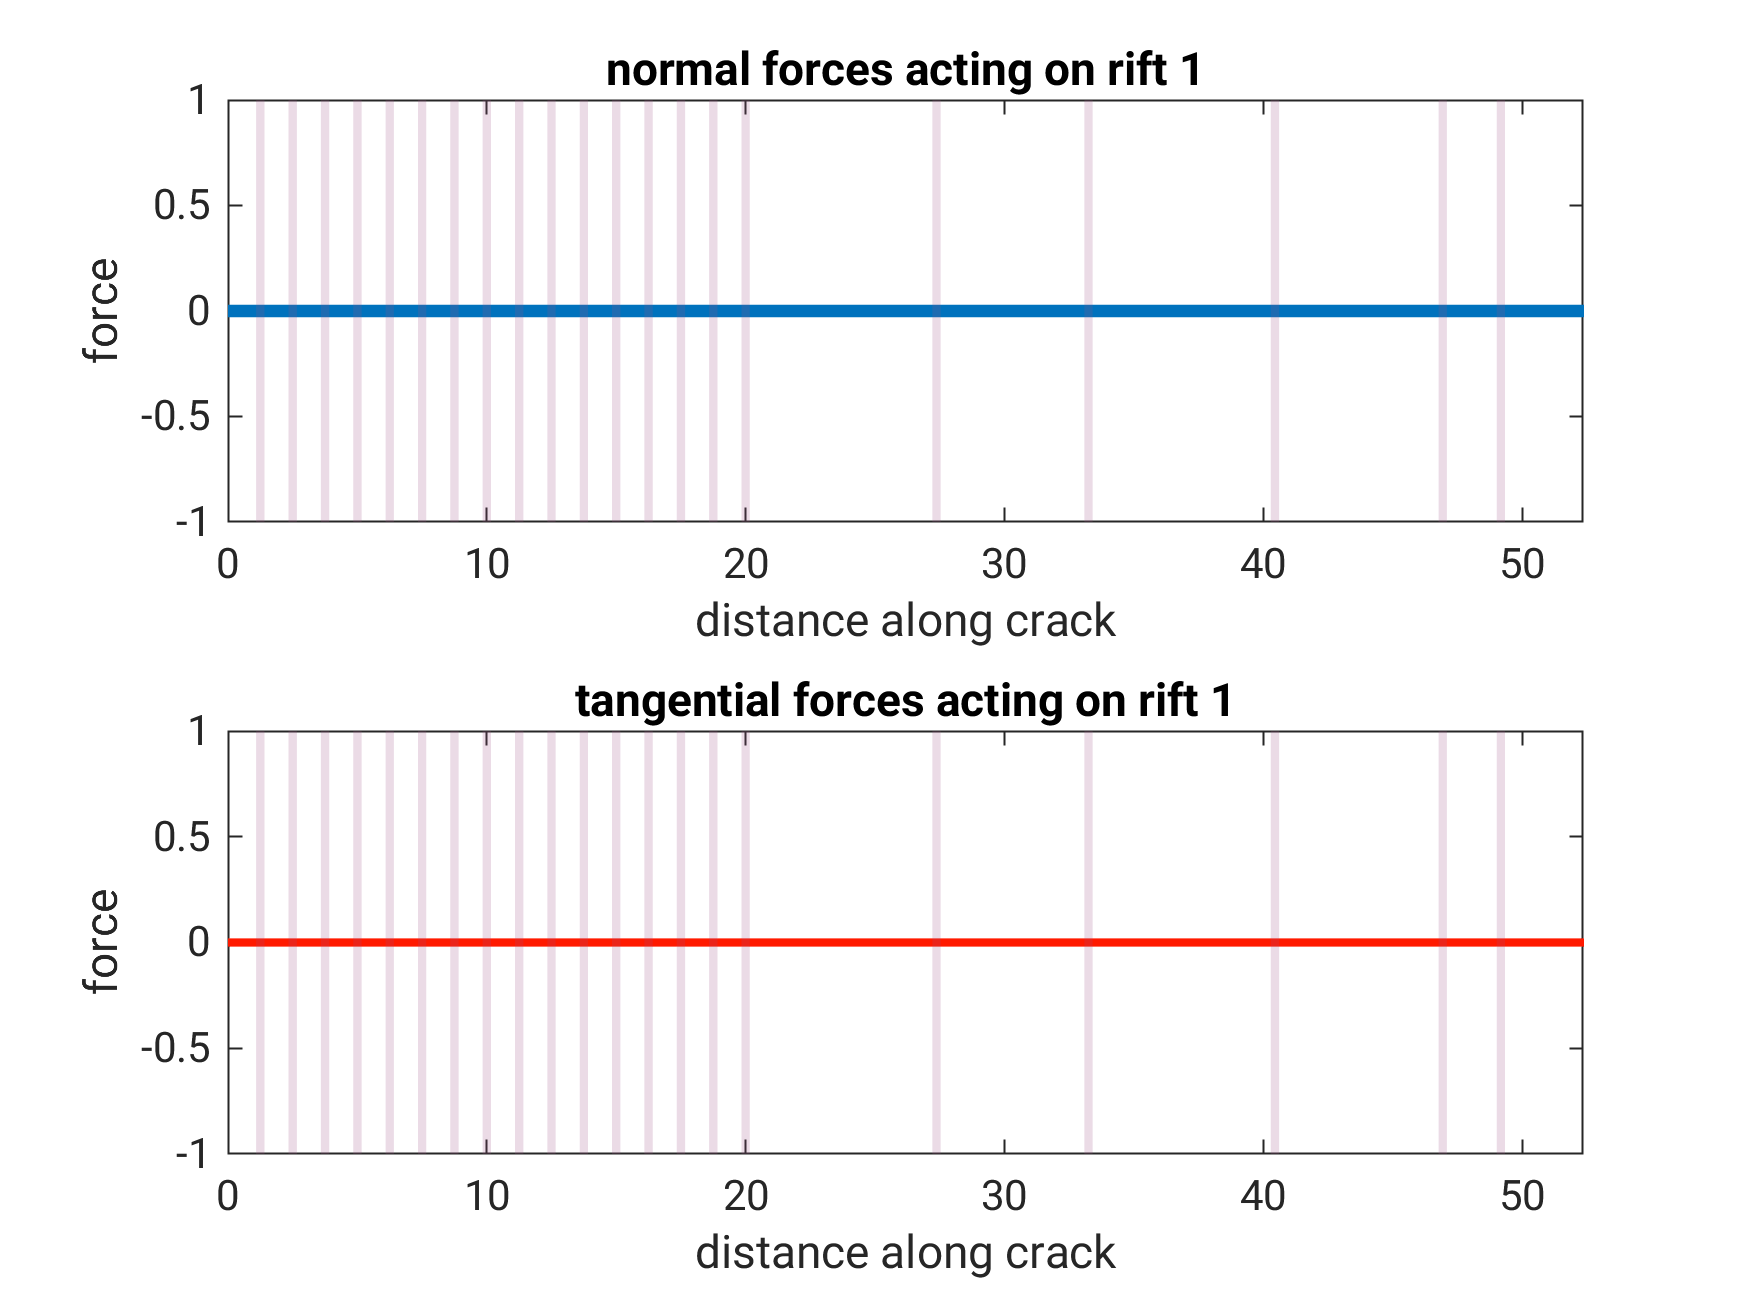 normal forces acting on rift 1
1
0.5
0
-0.5
-1
force
0 10 20 30 40 50
distance along crack
tangential forces acting on rift 1
1
0.5
0
-0.5
-1
force
0 10 20 30 40 50
distance along crack